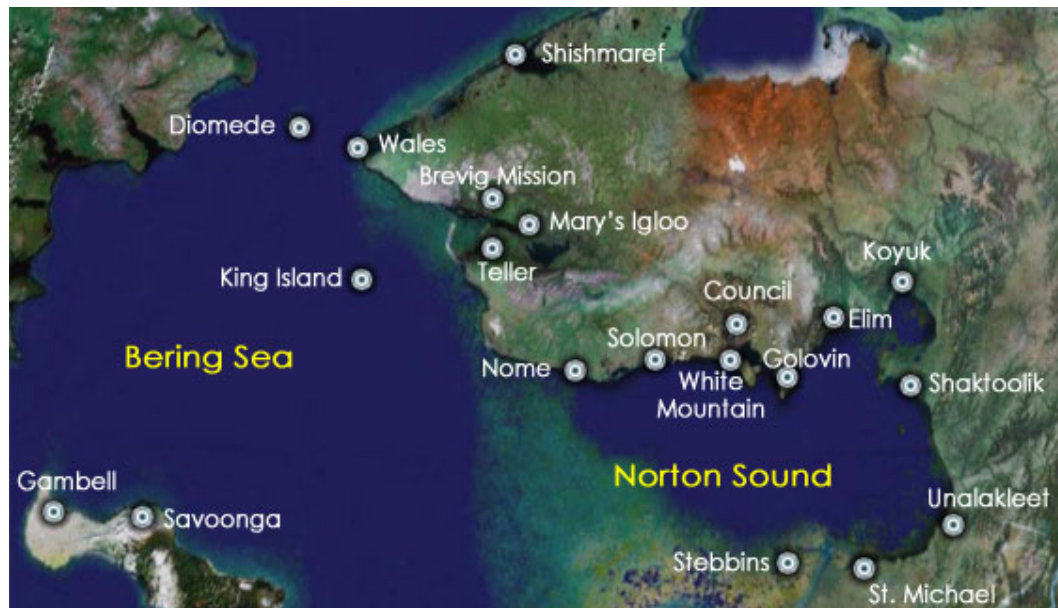 Shishmaref
Diomede
Wales
Brevig Mission
Mary's Igloo
Koyuk
Teller
King Island
Council
Elim
Solomon
Bering Sea
Nome
Golovin
White
Mountain
Shaktoolik
Gambell
Norton Sound
Unalakleet
Savoonga
Stebbins
St. Michael